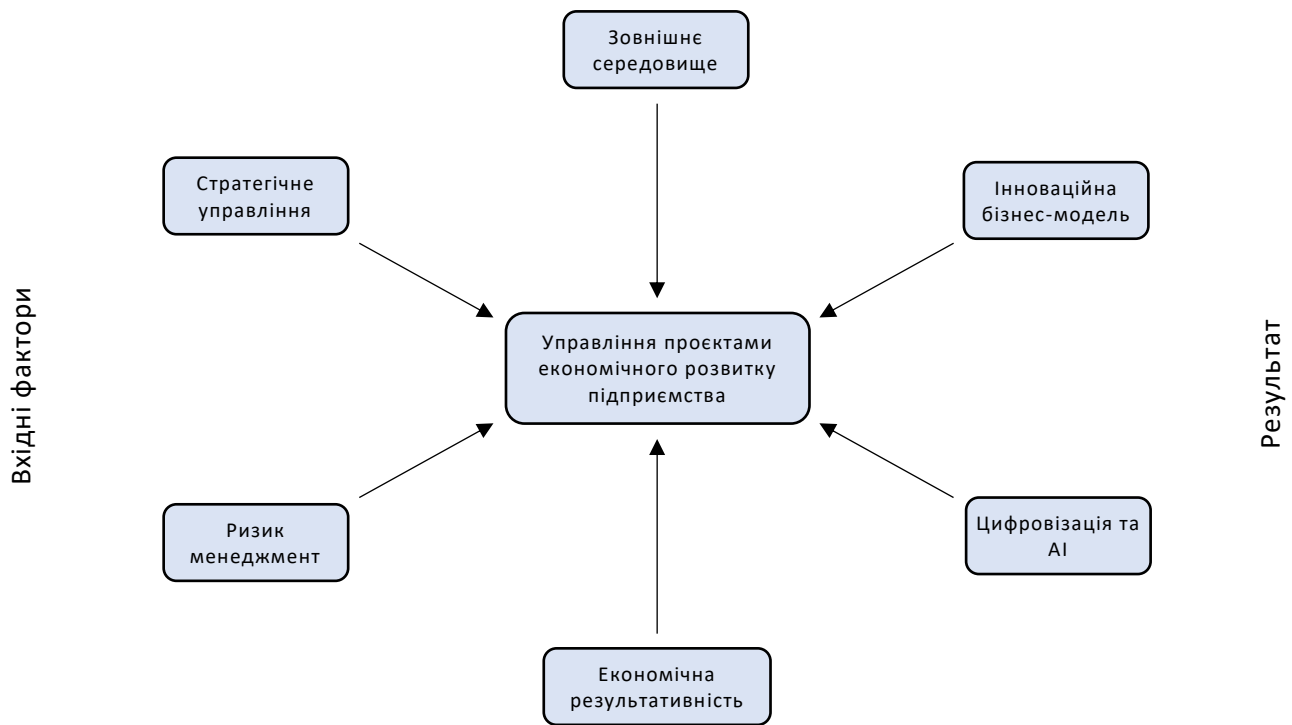 Зовнішнє
середовище
Стратегічне
управління
Інноваційна
бізнес-модель
Вхідні фактори
Управління проєктами
економічного розвитку
підприємства
Результат
Ризик
менеджмент
Цифровізація та
АІ
Економічна
результативність